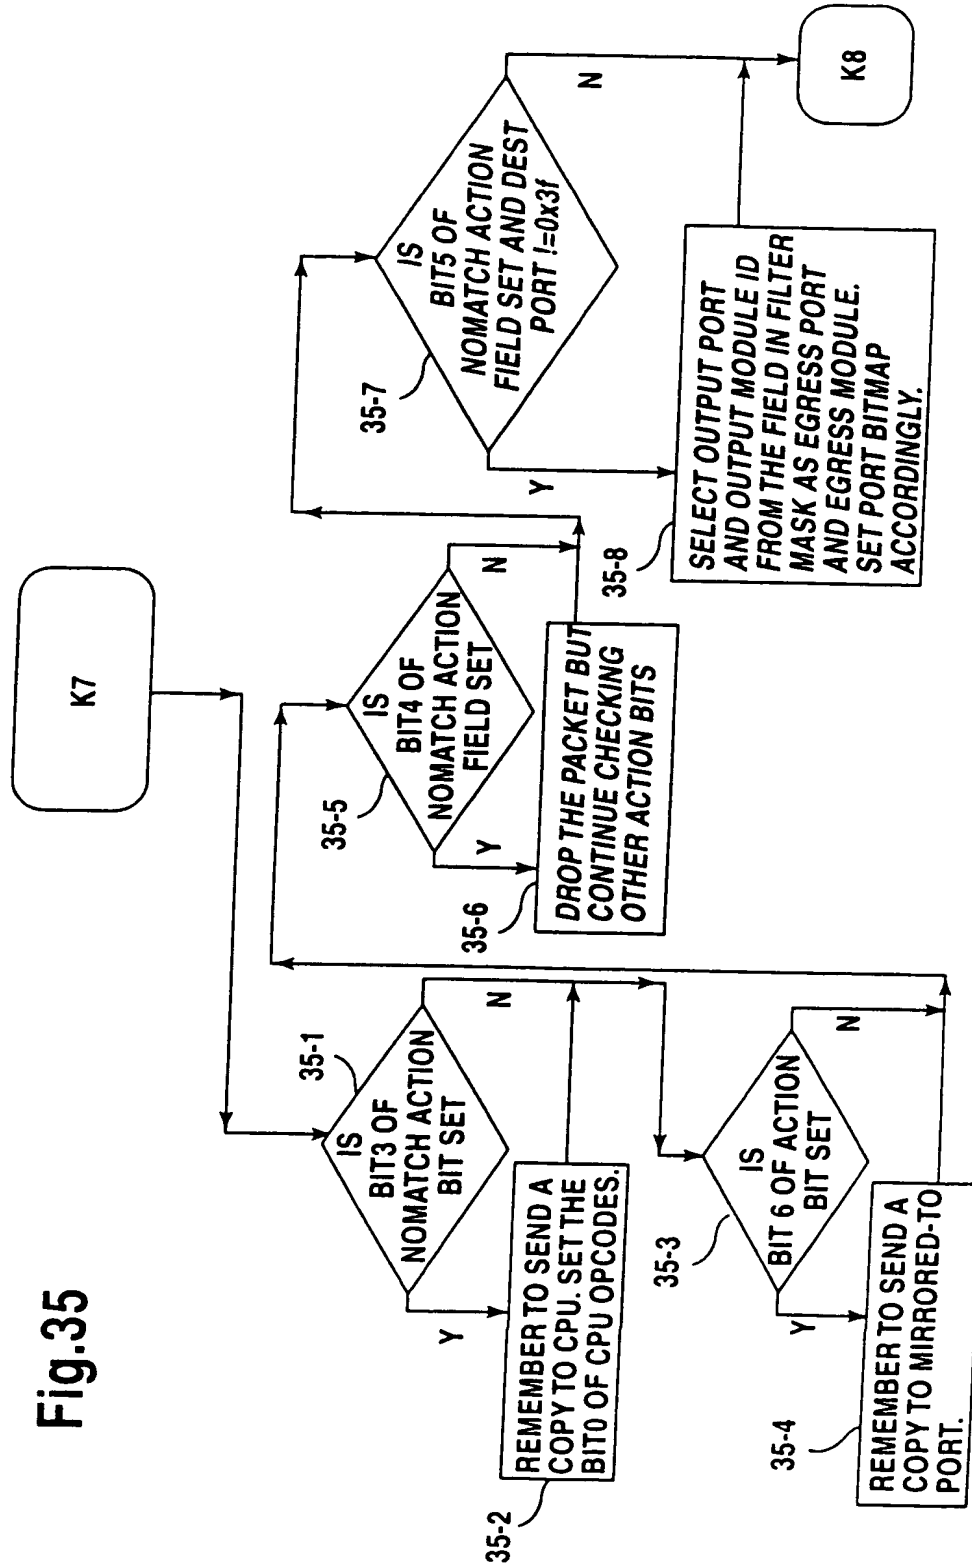 Fig.35
K7
35-1
IS
BIT3 OF
NOMATCH ACTION
BIT SET
Y
N
35-2
REMEMBER TO SEND A
COPY TO CPU. SET THE
BIT0 OF CPU OPCODES.
35-3
IS
BIT 6 OF ACTION
BIT SET
Y
N
35-4
REMEMBER TO SEND A
COPY TO MIRRORED-TO
PORT.
35-5
IS
BIT4 OF
NOMATCH ACTION
FIELD SET
Y
N
35-6
DROP THE PACKET BUT
CONTINUE CHECKING
OTHER ACTION BITS
35-7
IS
BIT5 OF
NOMATCH ACTION
FIELD SET AND DEST
PORT !=0x3f
Y
N
35-8
SELECT OUTPUT PORT
AND OUTPUT MODULE ID
FROM THE FIELD IN FILTER
MASK AS EGRESS PORT
AND EGRESS MODULE.
SET PORT BITMAP
ACCORDINGLY.
K8